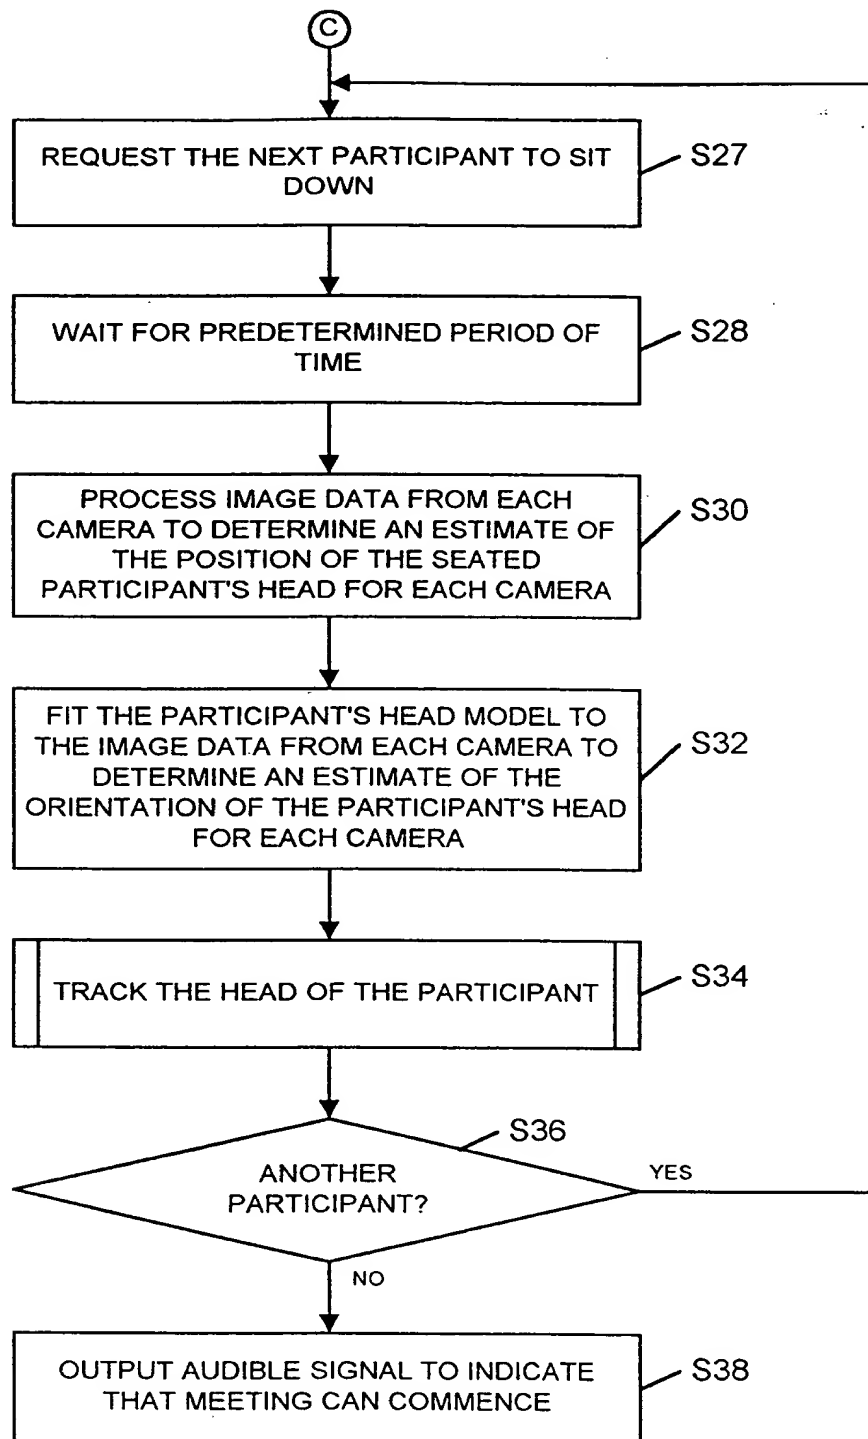 C
REQUEST THE NEXT PARTICIPANT TO SIT
DOWN
S27
WAIT FOR PREDETERMINED PERIOD OF
TIME
S28
PROCESS IMAGE DATA FROM EACH
CAMERA TO DETERMINE AN ESTIMATE OF
THE POSITION OF THE SEATED
PARTICIPANT'S HEAD FOR EACH CAMERA
S30
FIT THE PARTICIPANT'S HEAD MODEL TO
THE IMAGE DATA FROM EACH CAMERA TO
DETERMINE AN ESTIMATE OF THE
ORIENTATION OF THE PARTICIPANT'S HEAD
FOR EACH CAMERA
S32
TRACK THE HEAD OF THE PARTICIPANT
S34
S36
ANOTHER
PARTICIPANT?
YES
NO
OUTPUT AUDIBLE SIGNAL TO INDICATE
THAT MEETING CAN COMMENCE
S38